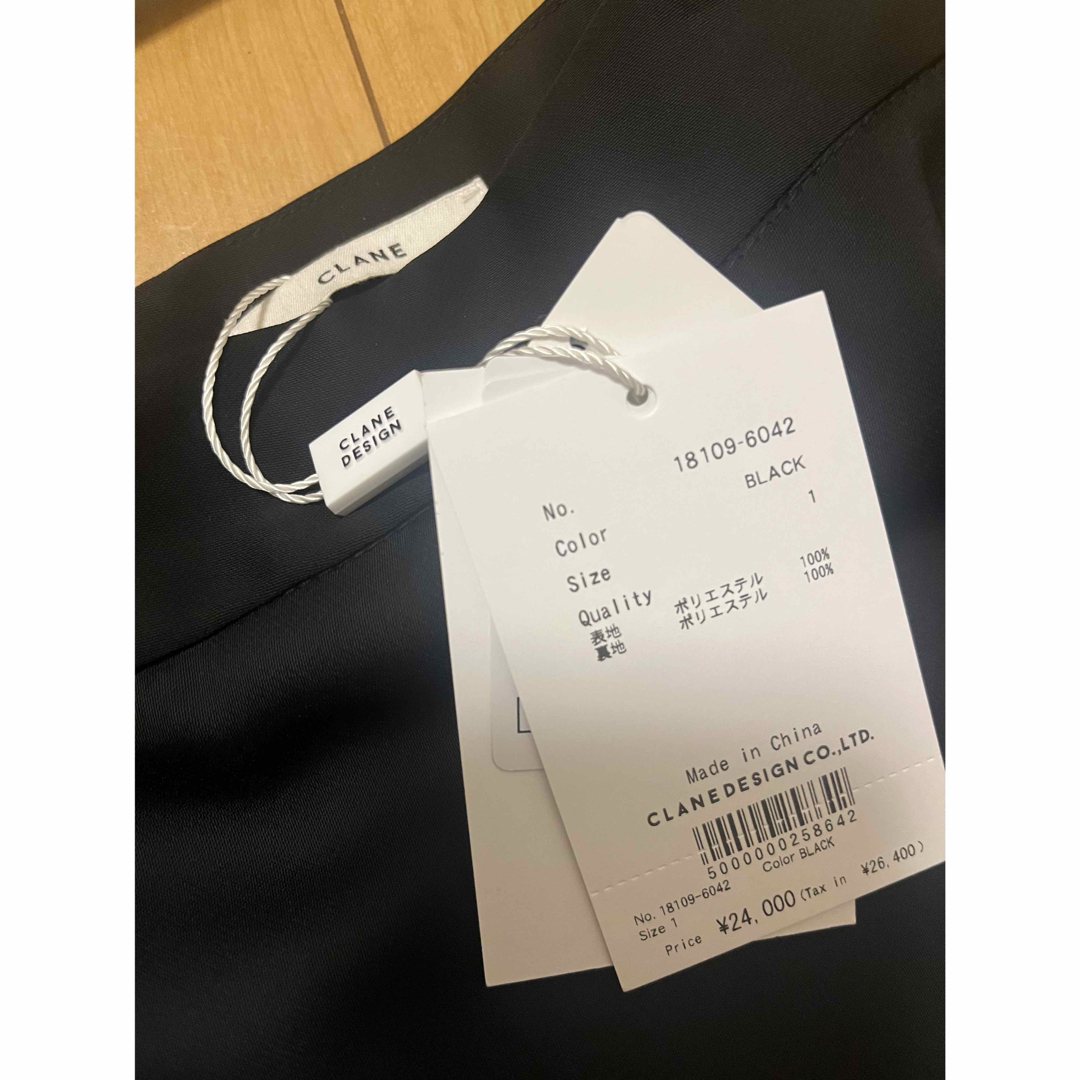 CLANE
CLANE
DESIGN
No. 18109-6042
Color BLACK
Size 1
Quality
表地 ポリエステル 100%
裏地 ポリエステル 100%
Made in China
CLANE DESIGN CO.,LTD.
5000000258642
No. 18109-6042 Color BLACK
Size 1
Price ¥24,000 (Tax in ¥26,400)